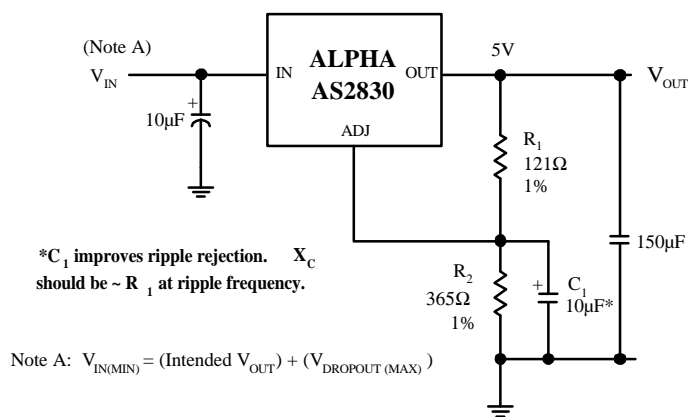 (Note A)
V_IN
10µF
+
IN
ALPHA
AS2830
OUT
ADJ
5V
V_OUT
R_1
121Ω
1%
150µF
*C_1 improves ripple rejection. X_C
should be ~ R_1 at ripple frequency.
R_2
365Ω
1%
+
C_1
10µF*
Note A: V_IN(MIN) = (Intended V_OUT) + (V_DROPOUT (MAX) )